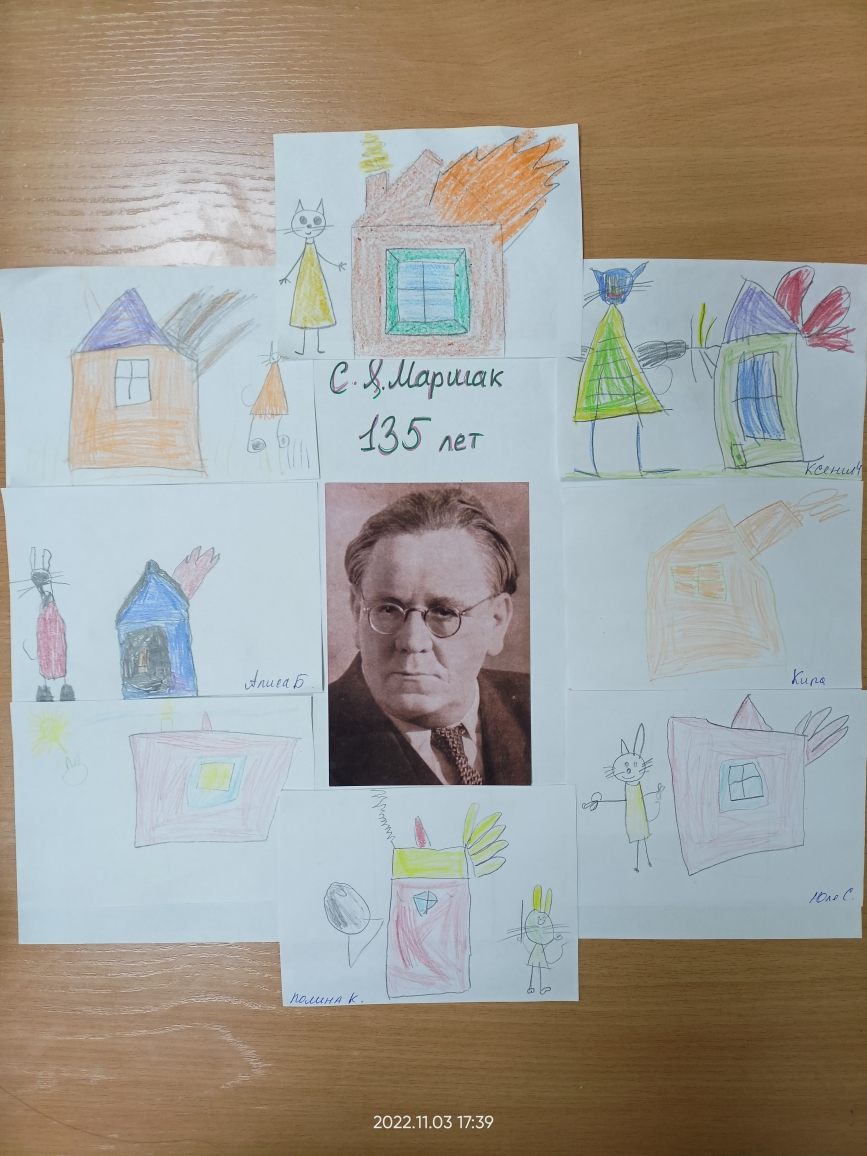 С. Я. Маршак
135 лет
Ксения Ч
Алиса Б
Кира
Юля С.
Полина К.
2022.11.03 17:39